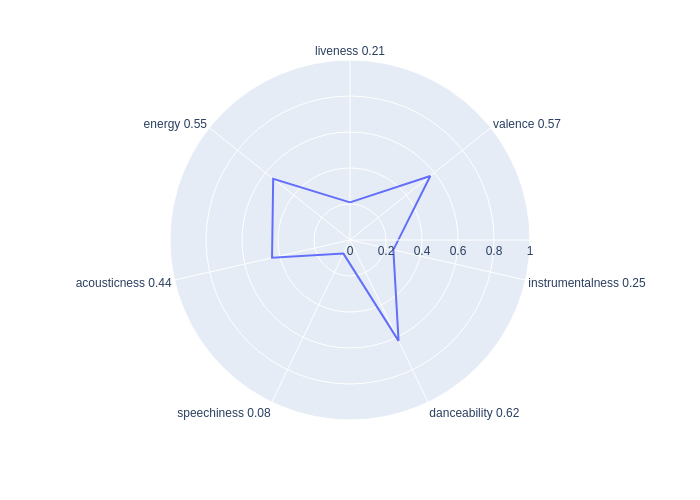 liveness 0.21
energy 0.55
valence 0.57
0 0.2 0.4 0.6 0.8 1
acousticness 0.44
instrumentalness 0.25
speechiness 0.08
danceability 0.62